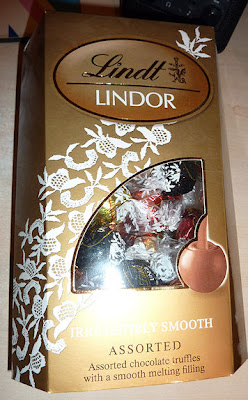 Lindt
LINDOR
IRRESISTIBLY SMOOTH
ASSORTED
Assorted chocolate truffles
with a smooth melting filling